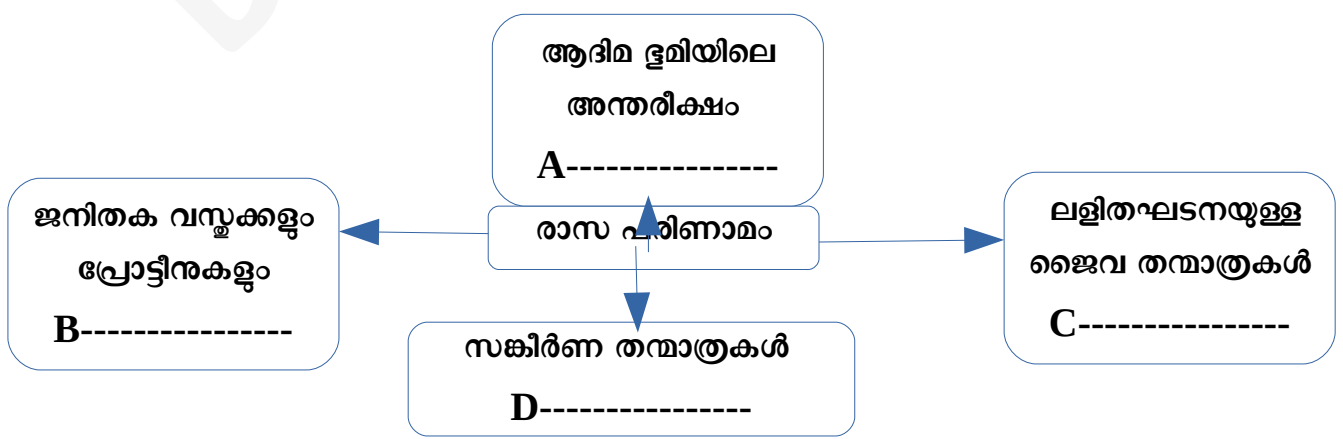 ആദിമ ഭൂമിയിലെ
അന്തരീക്ഷം
A----------------
ജനിതക വസ്തുക്കളും
പ്രോട്ടീനുകളും
B----------------
രാസ പരിണാമം
ലളിതഘടനയുള്ള
ജൈവ തന്മാത്രകൾ
C----------------
സങ്കീർണ തന്മാത്രകൾ
D----------------